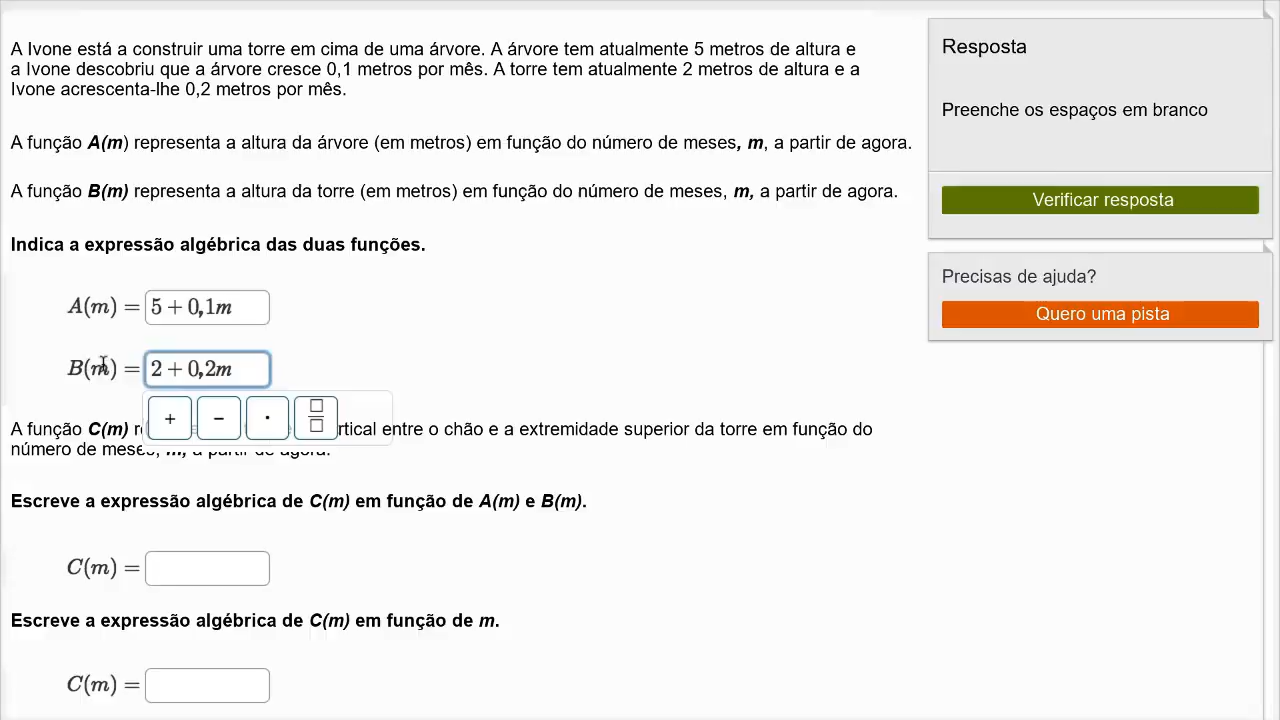 A Ivone está a construir uma torre em cima de uma árvore. A árvore tem atualmente 5 metros de altura e
a Ivone descobriu que a árvore cresce 0,1 metros por mês. A torre tem atualmente 2 metros de altura e a
Ivone acrescenta-lhe 0,2 metros por mês.
A função A(m) representa a altura da árvore (em metros) em função do número de meses, m, a partir de agora.
A função B(m) representa a altura da torre (em metros) em função do número de meses, m, a partir de agora.
Indica a expressão algébrica das duas funções.
A(m) = 5 + 0,1m
B(m) = 2 + 0,2m
+ − · □/□
A função C(m) rtical entre o chão e a extremidade superior da torre em função do
número de meses, m, a partir de agora.
Escreve a expressão algébrica de C(m) em função de A(m) e B(m).
C(m) =
Escreve a expressão algébrica de C(m) em função de m.
C(m) =
Resposta
Preenche os espaços em branco
Verificar resposta
Precisas de ajuda?
Quero uma pista